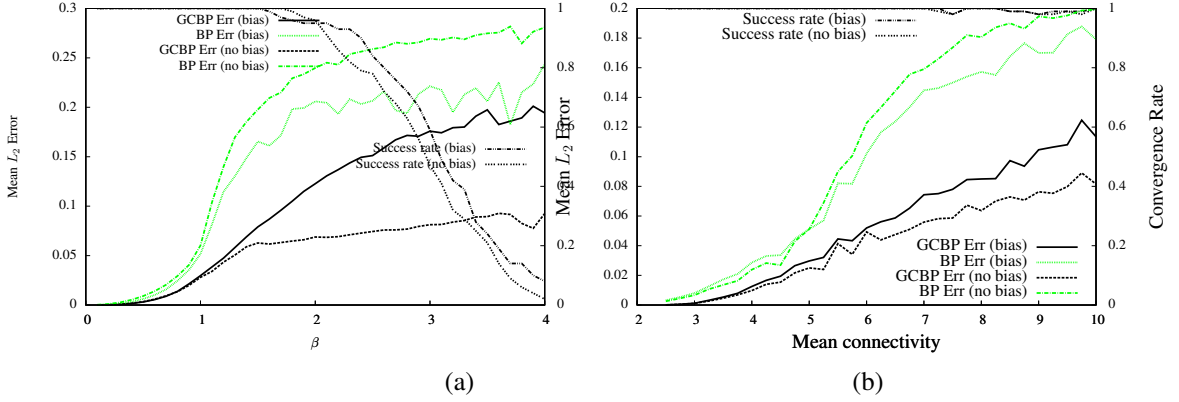 0.3
0.25
0.2
0.15
0.1
0.05
0
Mean L₂ Error
GCBP Err (bias)
BP Err (bias)
GCBP Err (no bias)
BP Err (no bias)
Success rate (bias)
Success rate (no bias)
1
0.8
0.6
0.4
0.2
0
0 1 2 3 4
β
(a)
Mean L₂ Error
0.2
0.18
0.16
0.14
0.12
0.1
0.08
0.06
0.04
0.02
0
Success rate (bias)
Success rate (no bias)
GCBP Err (bias)
BP Err (bias)
GCBP Err (no bias)
BP Err (no bias)
1
0.8
0.6
0.4
0.2
0
Convergence Rate
2 3 4 5 6 7 8 9 10
Mean connectivity
(b)